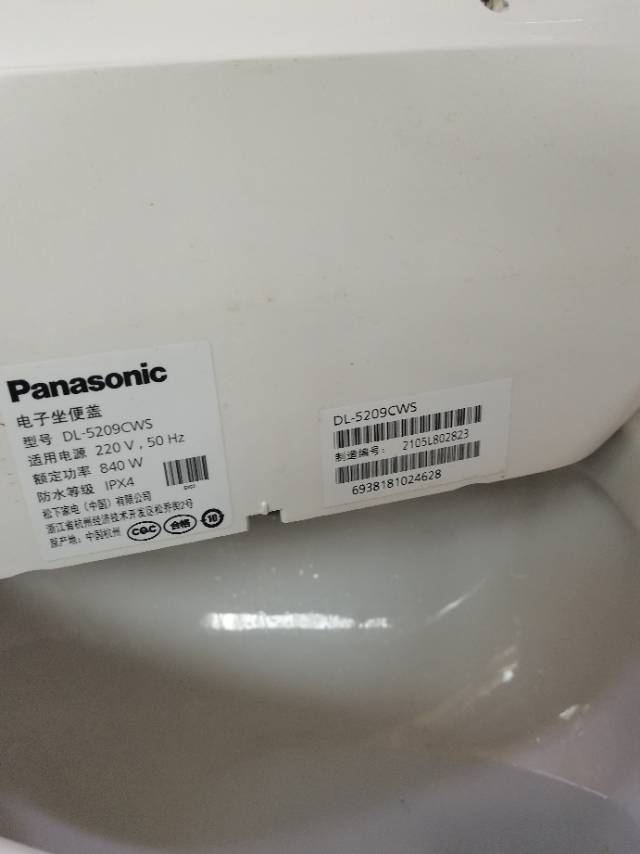 Panasonic
电子坐便盖
型号 DL-5209CWS
适用电源 220 V , 50 Hz
额定功率 840 W
防水等级 IPX4
松下家电(中国)有限公司
浙江省杭州经济技术开发区松乔街2号
原产地: 中国杭州
CQC 合格 10
DL-5209CWS
制造编号: 2105L802823
6938181024628